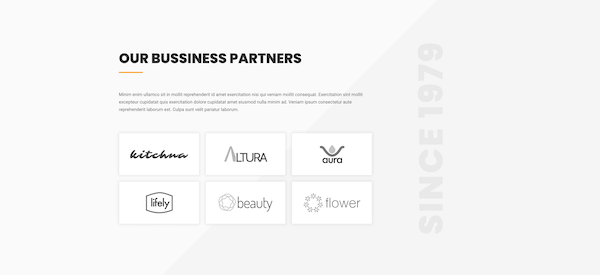 OUR BUSSINESS PARTNERS
Minim enim ullamco sit in mollit reprehenderit id amet exercitation nisi qui veniam mollit consequat. Exercitation velit mollit
excepteur cupidatat quis exercitation dolore cupidatat amet eiusmod nulla minim ad. Veniam ipsum consectetur aute
reprehenderit laborum est. Culpa sunt velit pariatur laborum.
kitchna
ALTURA
aura
lifely
beauty
flower
SINCE 1979